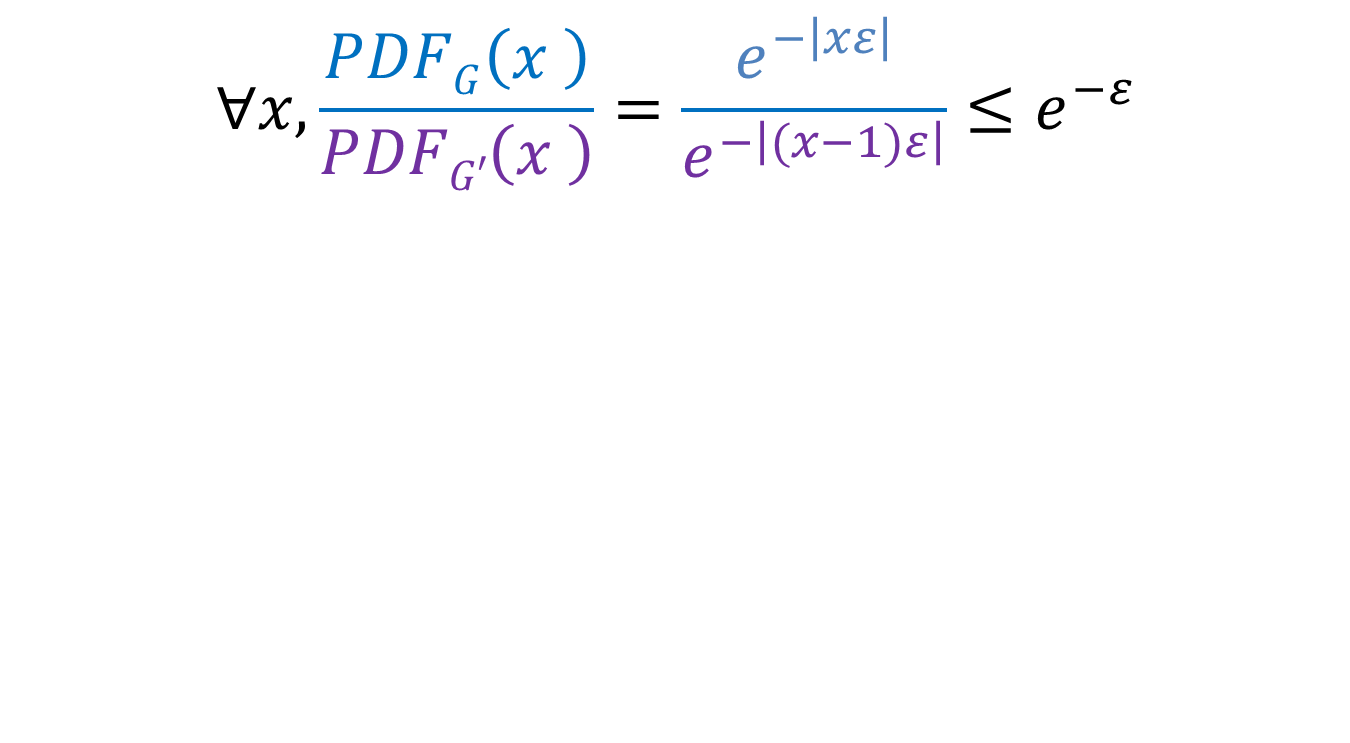 ∀x, PDF_G(x) / PDF_G′(x) = e^(−|xε|) / e^(−|(x−1)ε|) ≤ e^(−ε)